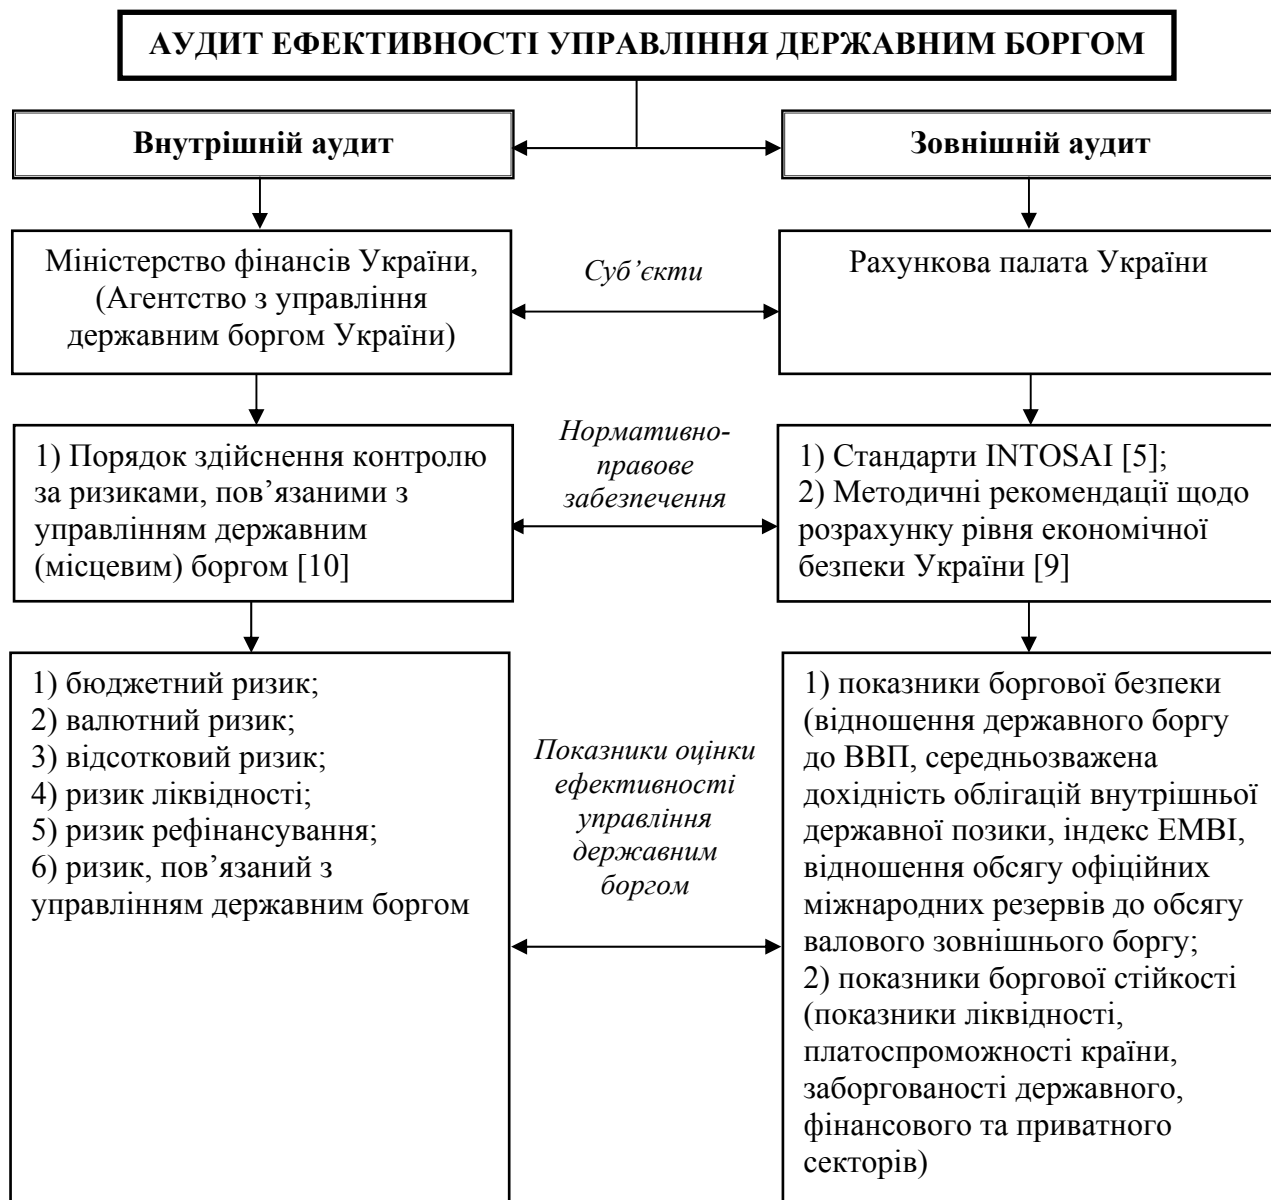 АУДИТ ЕФЕКТИВНОСТІ УПРАВЛІННЯ ДЕРЖАВНИМ БОРГОМ
Внутрішній аудит
Зовнішній аудит
Міністерство фінансів України,
(Агентство з управління
державним боргом України)
Суб’єкти
Рахункова палата України
1) Порядок здійснення контролю
за ризиками, пов’язаними з
управлінням державним
(місцевим) боргом [10]
Нормативно-
правове
забезпечення
1) Стандарти INTOSAI [5];
2) Методичні рекомендації щодо
розрахунку рівня економічної
безпеки України [9]
1) бюджетний ризик;
2) валютний ризик;
3) відсотковий ризик;
4) ризик ліквідності;
5) ризик рефінансування;
6) ризик, пов’язаний з
управлінням державним боргом
Показники оцінки
ефективності
управління
державним
боргом
1) показники боргової безпеки
(відношення державного боргу
до ВВП, середньозважена
дохідність облігацій внутрішньої
державної позики, індекс EMBI,
відношення обсягу офіційних
міжнародних резервів до обсягу
валового зовнішнього боргу;
2) показники боргової стійкості
(показники ліквідності,
платоспроможності країни,
заборгованості державного,
фінансового та приватного
секторів)